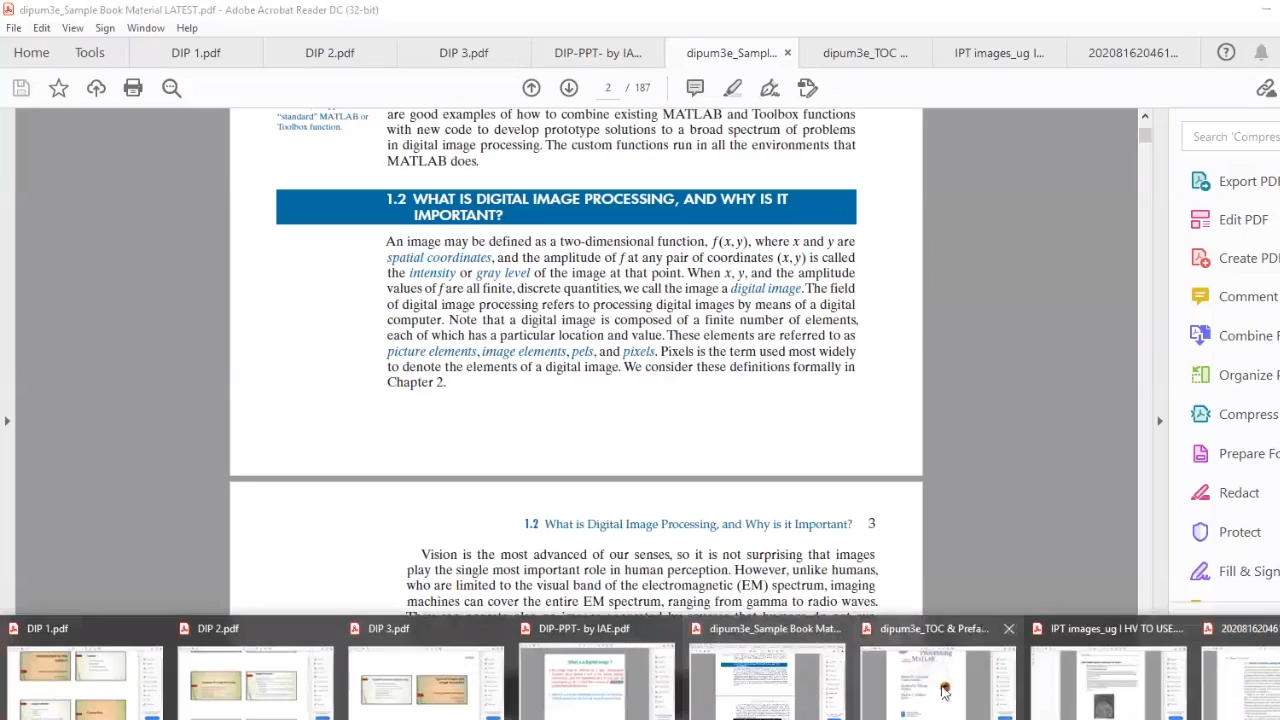 dipum3e_Sample Book Material LATEST.pdf - Adobe Acrobat Reader DC (32-bit)
File Edit View Sign Window Help
Home Tools DIP 1.pdf DIP 2.pdf DIP 3.pdf DIP-PPT- by IAE... dipum3e_Sampl... × dipum3e_TOC ... IPT images_ug I... 202081620461...
2 / 187
"standard" MATLAB or
Toolbox function.
are good examples of how to combine existing MATLAB and Toolbox functions
with new code to develop prototype solutions to a broad spectrum of problems
in digital image processing. The custom functions run in all the environments that
MATLAB does.
1.2 WHAT IS DIGITAL IMAGE PROCESSING, AND WHY IS IT
IMPORTANT?
An image may be defined as a two-dimensional function, f(x, y), where x and y are
spatial coordinates, and the amplitude of f at any pair of coordinates (x, y) is called
the intensity or gray level of the image at that point. When x, y, and the amplitude
values of f are all finite, discrete quantities, we call the image a digital image. The field
of digital image processing refers to processing digital images by means of a digital
computer. Note that a digital image is composed of a finite number of elements,
each of which has a particular location and value. These elements are referred to as
picture elements, image elements, pels, and pixels. Pixels is the term used most widely
to denote the elements of a digital image. We consider these definitions formally in
Chapter 2.
1.2 What is Digital Image Processing, and Why is it Important? 3
Vision is the most advanced of our senses, so it is not surprising that images
play the single most important role in human perception. However, unlike humans,
who are limited to the visual band of the electromagnetic (EM) spectrum, imaging
machines can cover the entire EM spectrum, ranging from gamma to radio waves.
Search 'Compres
Export PDF
Edit PDF
Create PD
Comment
Combine F
Organize P
Compress
Prepare Fo
Redact
Protect
Fill & Sign
DIP 1.pdf DIP 2.pdf DIP 3.pdf DIP-PPT- by IAE.pdf dipum3e_Sample Book Mat... dipum3e_TOC & Prefa... IPT images_ug I HV TO USE.... 2020816204
What is a digital image ?
Processing
MATLAB